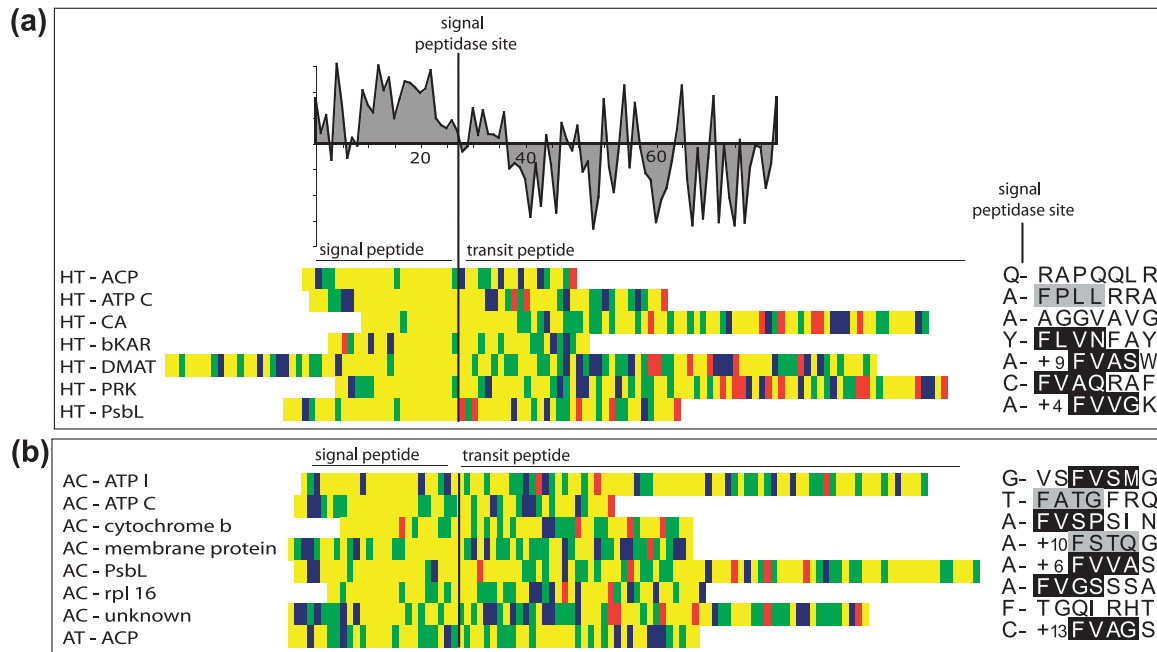 (a)
signal
peptidase site
20
40
60
signal
peptidase site
signal peptide
transit peptide
HT - ACP Q- RAPQQLR
HT - ATP C A- FPLLRRA
HT - CA A- AGGVAVG
HT - bKAR Y- FLVNFAY
HT - DMAT A- +9 FVASW
HT - PRK C- FVAQRAF
HT - PsbL A- +4 FVVGK
(b)
signal peptide
transit peptide
AC - ATP I G- VSFVSMG
AC - ATP C T- FATGFRQ
AC - cytochrome b A- FVSPSIN
AC - membrane protein A- +10 FSTQG
AC - PsbL A- +6 FVVAS
AC - rpl 16 A- FVGSSSA
AC - unknown F- TGQIRHT
AT - ACP C- +13 FVAGS